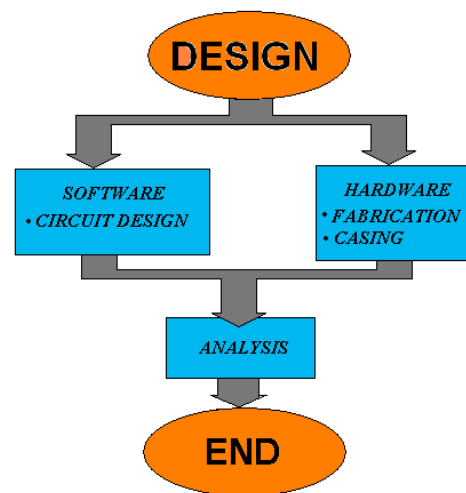 DESIGN
SOFTWARE
• CIRCUIT DESIGN
HARDWARE
• FABRICATION
• CASING
ANALYSIS
END